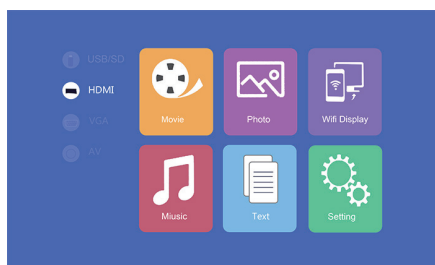 USB/SD
HDMI
VGA
AV
Movie
Photo
Wifi Display
Miusic
Text
Setting